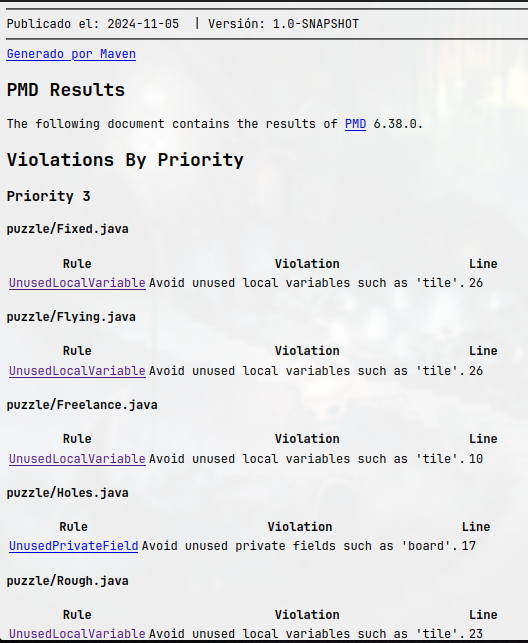 Publicado el: 2024-11-05 | Versión: 1.0-SNAPSHOT
Generado por Maven
PMD Results
The following document contains the results of PMD 6.38.0.
Violations By Priority
Priority 3
puzzle/Fixed.java
Rule Violation Line
UnusedLocalVariable Avoid unused local variables such as 'tile'. 26
puzzle/Flying.java
Rule Violation Line
UnusedLocalVariable Avoid unused local variables such as 'tile'. 26
puzzle/Freelance.java
Rule Violation Line
UnusedLocalVariable Avoid unused local variables such as 'tile'. 10
puzzle/Holes.java
Rule Violation Line
UnusedPrivateField Avoid unused private fields such as 'board'. 17
puzzle/Rough.java
Rule Violation Line
UnusedLocalVariable Avoid unused local variables such as 'tile'. 23